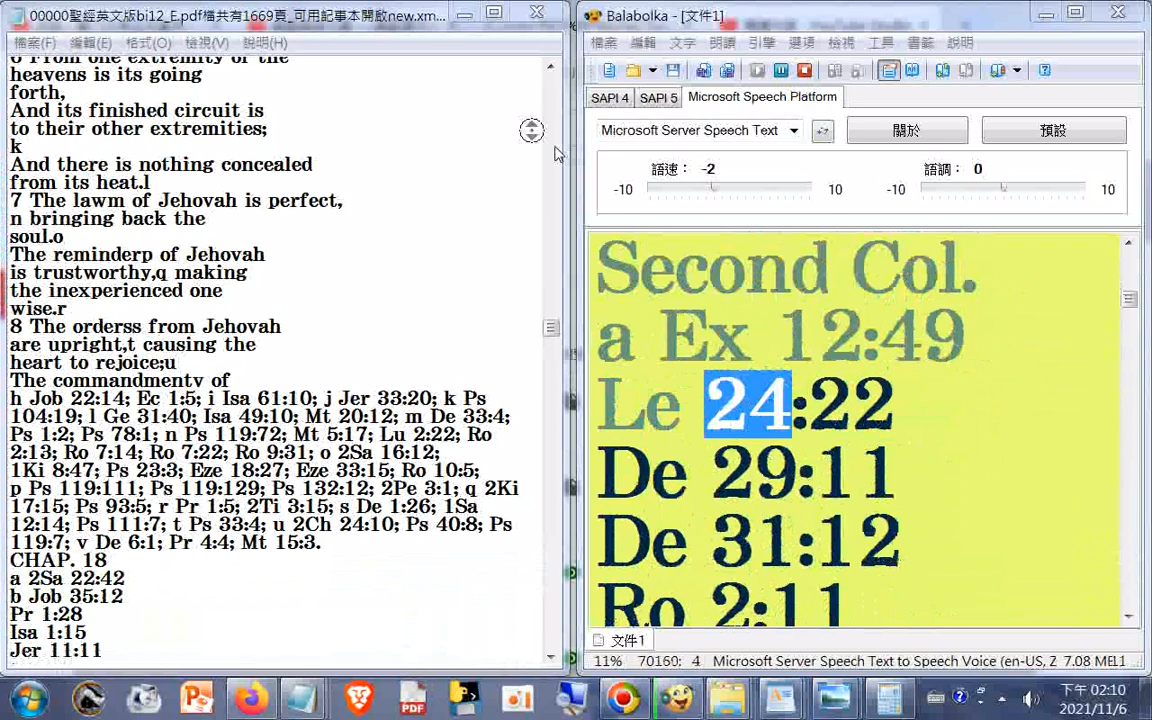 00000聖經英文版bi12_E.pdf檔共有1669頁_可用記事本開啟new.xm...
檔案(F) 編輯(E) 格式(O) 檢視(V) 說明(H)
6 From one extremity of the
heavens is its going
forth,
And its finished circuit is
to their other extremities;
k
And there is nothing concealed
from its heat.l
7 The lawm of Jehovah is perfect,
n bringing back the
soul.o
The reminderp of Jehovah
is trustworthy,q making
the inexperienced one
wise.r
8 The orderss from Jehovah
are upright,t causing the
heart to rejoice;u
The commandmentv of
h Job 22:14; Ec 1:5; i Isa 61:10; j Jer 33:20; k Ps
104:19; l Ge 31:40; Isa 49:10; Mt 20:12; m De 33:4;
Ps 1:2; Ps 78:1; n Ps 119:72; Mt 5:17; Lu 2:22; Ro
2:13; Ro 7:14; Ro 7:22; Ro 9:31; o 2Sa 16:12;
1Ki 8:47; Ps 23:3; Eze 18:27; Eze 33:15; Ro 10:5;
p Ps 119:111; Ps 119:129; Ps 132:12; 2Pe 3:1; q 2Ki
17:15; Ps 93:5; r Pr 1:5; 2Ti 3:15; s De 1:26; 1Sa
12:14; Ps 111:7; t Ps 33:4; u 2Ch 24:10; Ps 40:8; Ps
119:7; v De 6:1; Pr 4:4; Mt 15:3.
CHAP. 18
a 2Sa 22:42
b Job 35:12
Pr 1:28
Isa 1:15
Jer 11:11
Balabolka - [文件1]
檔案 編輯 文字 朗讀 引擎 選項 檢視 工具 書籤 說明
SAPI 4 SAPI 5 Microsoft Speech Platform
Microsoft Server Speech Text 關於 預設
語速: -2 語調: 0
-10 10 -10 10
Second Col.
a Ex 12:49
Le 24:22
De 29:11
De 31:12
Ro 2:11
文件1
11% 70160: 4 Microsoft Server Speech Text to Speech Voice (en-US, Z 7.08 ME
PDF
下午 02:10
2021/11/6